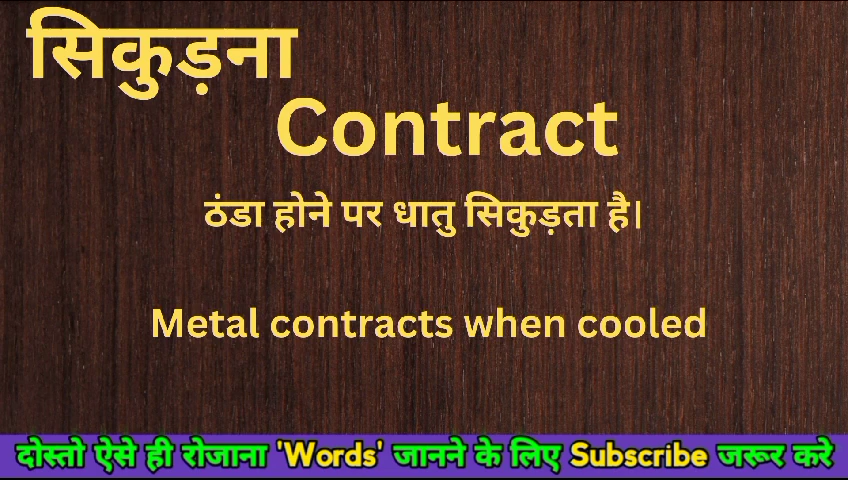 सिकुड़ना
Contract
ठंडा होने पर धातु सिकुड़ता है।
Metal contracts when cooled
दोस्तो ऐसे ही रोजाना 'Words' जानने के लिए Subscribe जरूर करे